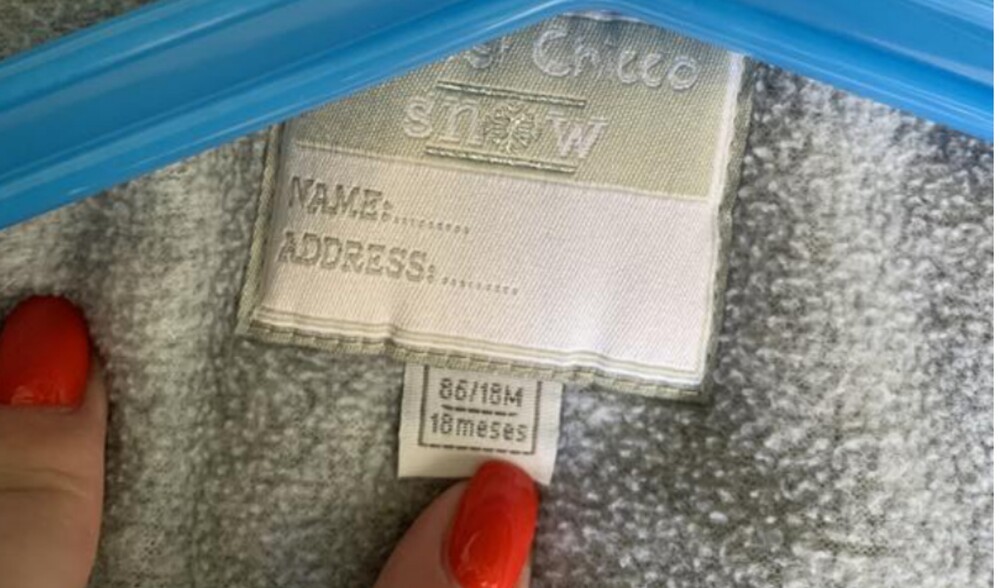 Chicco
snow
NAME:.........
ADDRESS:.........
86/18M
18meses